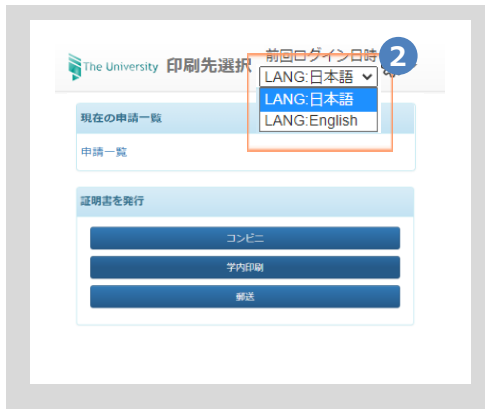 前回ログイン日時
2
The University 印刷先選択
LANG:日本語
LANG:日本語
LANG:English
現在の申請一覧
申請一覧
証明書を発行
コンビニ
学内印刷
郵送